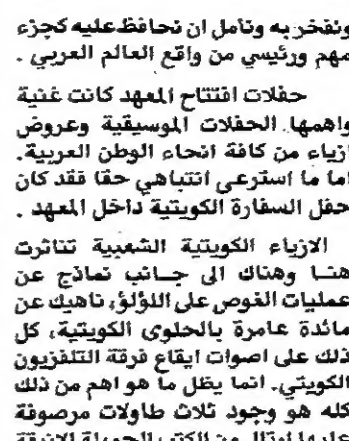 ونفخر به ونأمل ان نحافظ عليه كجزء
مهم ورئيسي من واقع العالم العربي .
حفلات افتتاح المعهد كانت غنية
واهمها الحفلات الموسيقية وعروض
ازياء من كافة انحاء الوطن العربية.
اما ما استرعى انتباهي حقا فقد كان
حفل السفارة الكويتية داخل المعهد .
الازياء الكويتية الشعبية تناثرت
هنا وهناك الى جانب نماذج عن
عمليات الغوص على اللؤلؤ، ناهيك عن
مائدة عامرة بالحلوى الكويتية، كل
ذلك على اصوات ايقاع فرقة التلفزيون
الكويتي. انما يظل ما هو اهم من ذلك
كله هو وجود ثلاث طاولات مرصوفة